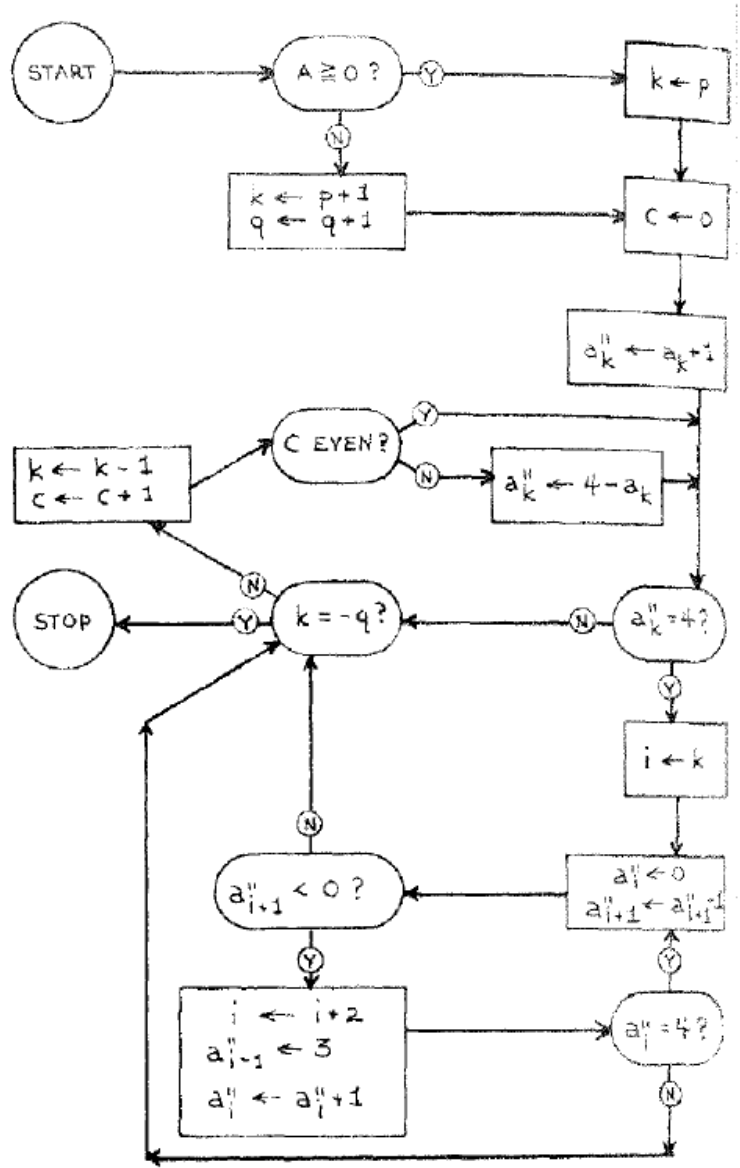 START
A ≧ 0 ?
Y
k ← p
N
k ← p+1
q ← q+1
C ← 0
a"k ← ak+1
Y
C EVEN?
k ← k-1
c ← c+1
N
a"k ← 4-ak
N
STOP
Y
k = -q ?
N
a"k = 4?
Y
i ← k
N
a"i+1 < 0 ?
a"i ← 0
a"i+1 ← a"i+1-1
Y
Y
i ← i+2
a"i-1 ← 3
a"i ← a"i+1
a"i = 4?
N